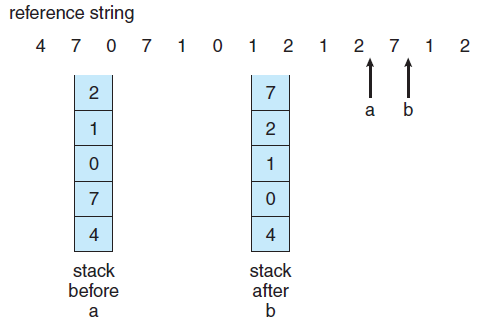 reference string
4 7 0 7 1 0 1 2 1 2 7 1 2
a b
2
1
0
7
4
stack
before
a
7
2
1
0
4
stack
after
b